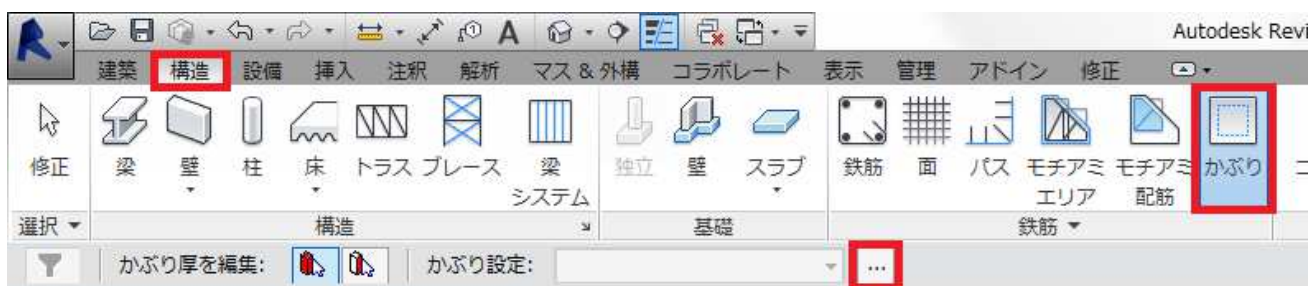 Autodesk Revi
建築 構造 設備 挿入 注釈 解析 マス & 外構 コラボレート 表示 管理 アドイン 修正
修正 梁 壁 柱 床 トラス ブレース 梁 システム 独立 壁 スラブ 鉄筋 面 パス モチアミ エリア モチアミ 配筋 かぶり
選択 構造 基礎 鉄筋
かぶり厚を編集: かぶり設定: ...